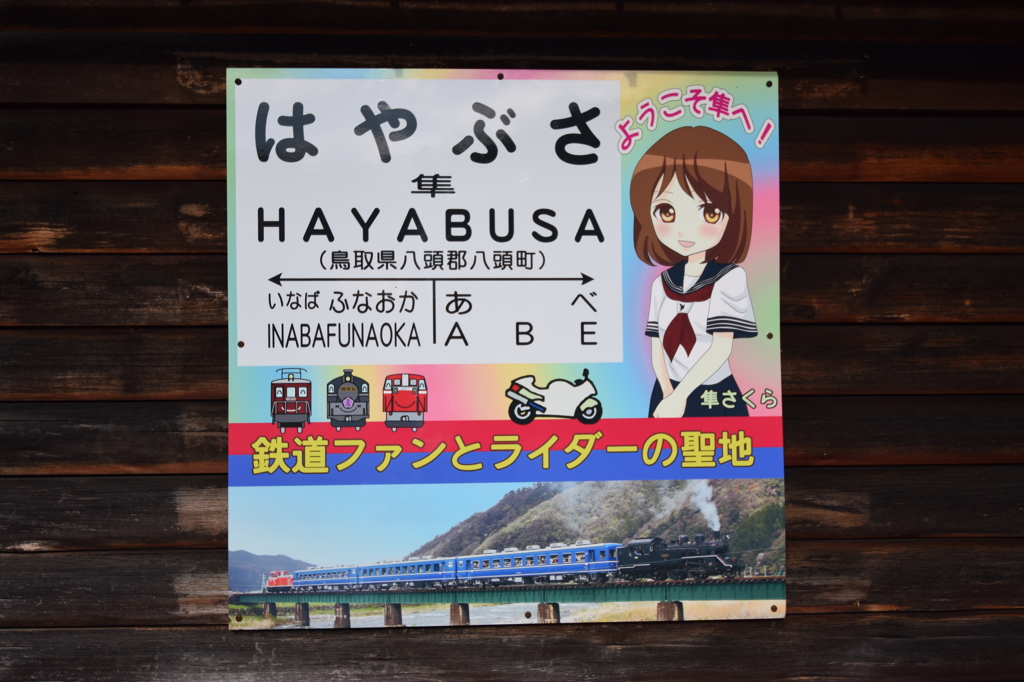 はやぶさ
隼
HAYABUSA
(鳥取県八頭郡八頭町)
いなば ふなおか
INABAFUNAOKA
あべ
ABE
ようこそ隼へ!
隼さくら
鉄道ファンとライダーの聖地